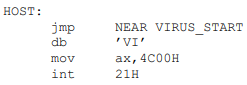 HOST:
jmp NEAR VIRUS_START
db ’VI’
mov ax,4C00H
int 21H